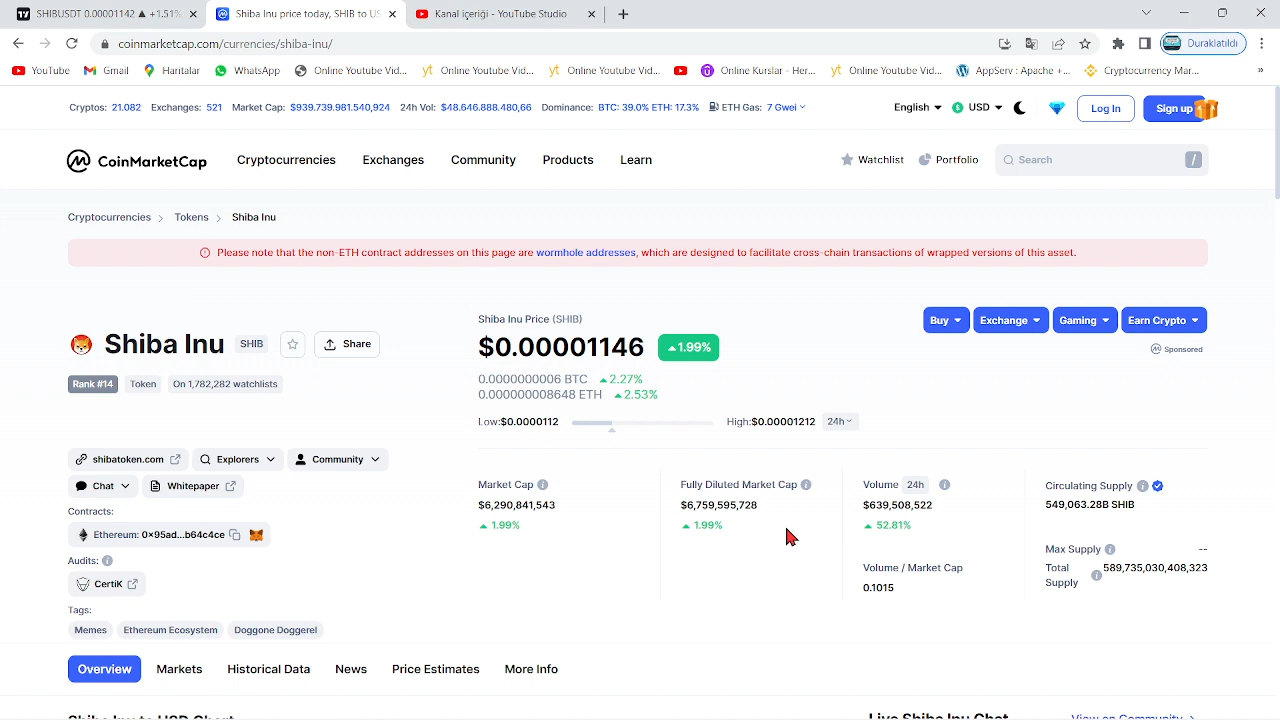 SHIBUSDT 0.00001142 ▲ +1.51%
Shiba Inu price today, SHIB to US
Kanal içeriği - YouTube Studio
coinmarketcap.com/currencies/shiba-inu/
Duraklatıldı
YouTube
Gmail
Haritalar
WhatsApp
Online Youtube Vid...
Online Youtube Vid...
Online Youtube Vid...
Online Kurslar - Her...
Online Youtube Vid...
AppServ : Apache +...
Cryptocurrency Mar...
Cryptos: 21.082 Exchanges: 521 Market Cap: $939.739.981.540,924 24h Vol: $48.646.888.480,66 Dominance: BTC: 39.0% ETH: 17.3% ETH Gas: 7 Gwei
English
USD
Log In
Sign up
CoinMarketCap
Cryptocurrencies
Exchanges
Community
Products
Learn
Watchlist
Portfolio
Search
/
Cryptocurrencies > Tokens > Shiba Inu
Please note that the non-ETH contract addresses on this page are wormhole addresses, which are designed to facilitate cross-chain transactions of wrapped versions of this asset.
Shiba Inu
SHIB
Share
Rank #14
Token
On 1,782,282 watchlists
shibatoken.com
Explorers
Community
Chat
Whitepaper
Contracts:
Ethereum: 0x95ad...b64c4ce
Audits:
CertiK
Tags:
Memes
Ethereum Ecosystem
Doggone Doggerel
Shiba Inu Price (SHIB)
$0.00001146
1.99%
0.0000000006 BTC 2.27%
0.000000008648 ETH 2.53%
Low:$0.0000112
High:$0.00001212
24h
Buy
Exchange
Gaming
Earn Crypto
Sponsored
Market Cap
$6,290,841,543
1.99%
Fully Diluted Market Cap
$6,759,595,728
1.99%
Volume 24h
$639,508,522
52.81%
Volume / Market Cap
0.1015
Circulating Supply
549,063.28B SHIB
Max Supply
--
Total Supply
589,735,030,408,323
Overview
Markets
Historical Data
News
Price Estimates
More Info
Shiba Inu to USD Chart
Live Shiba Inu Chat
View on Community >